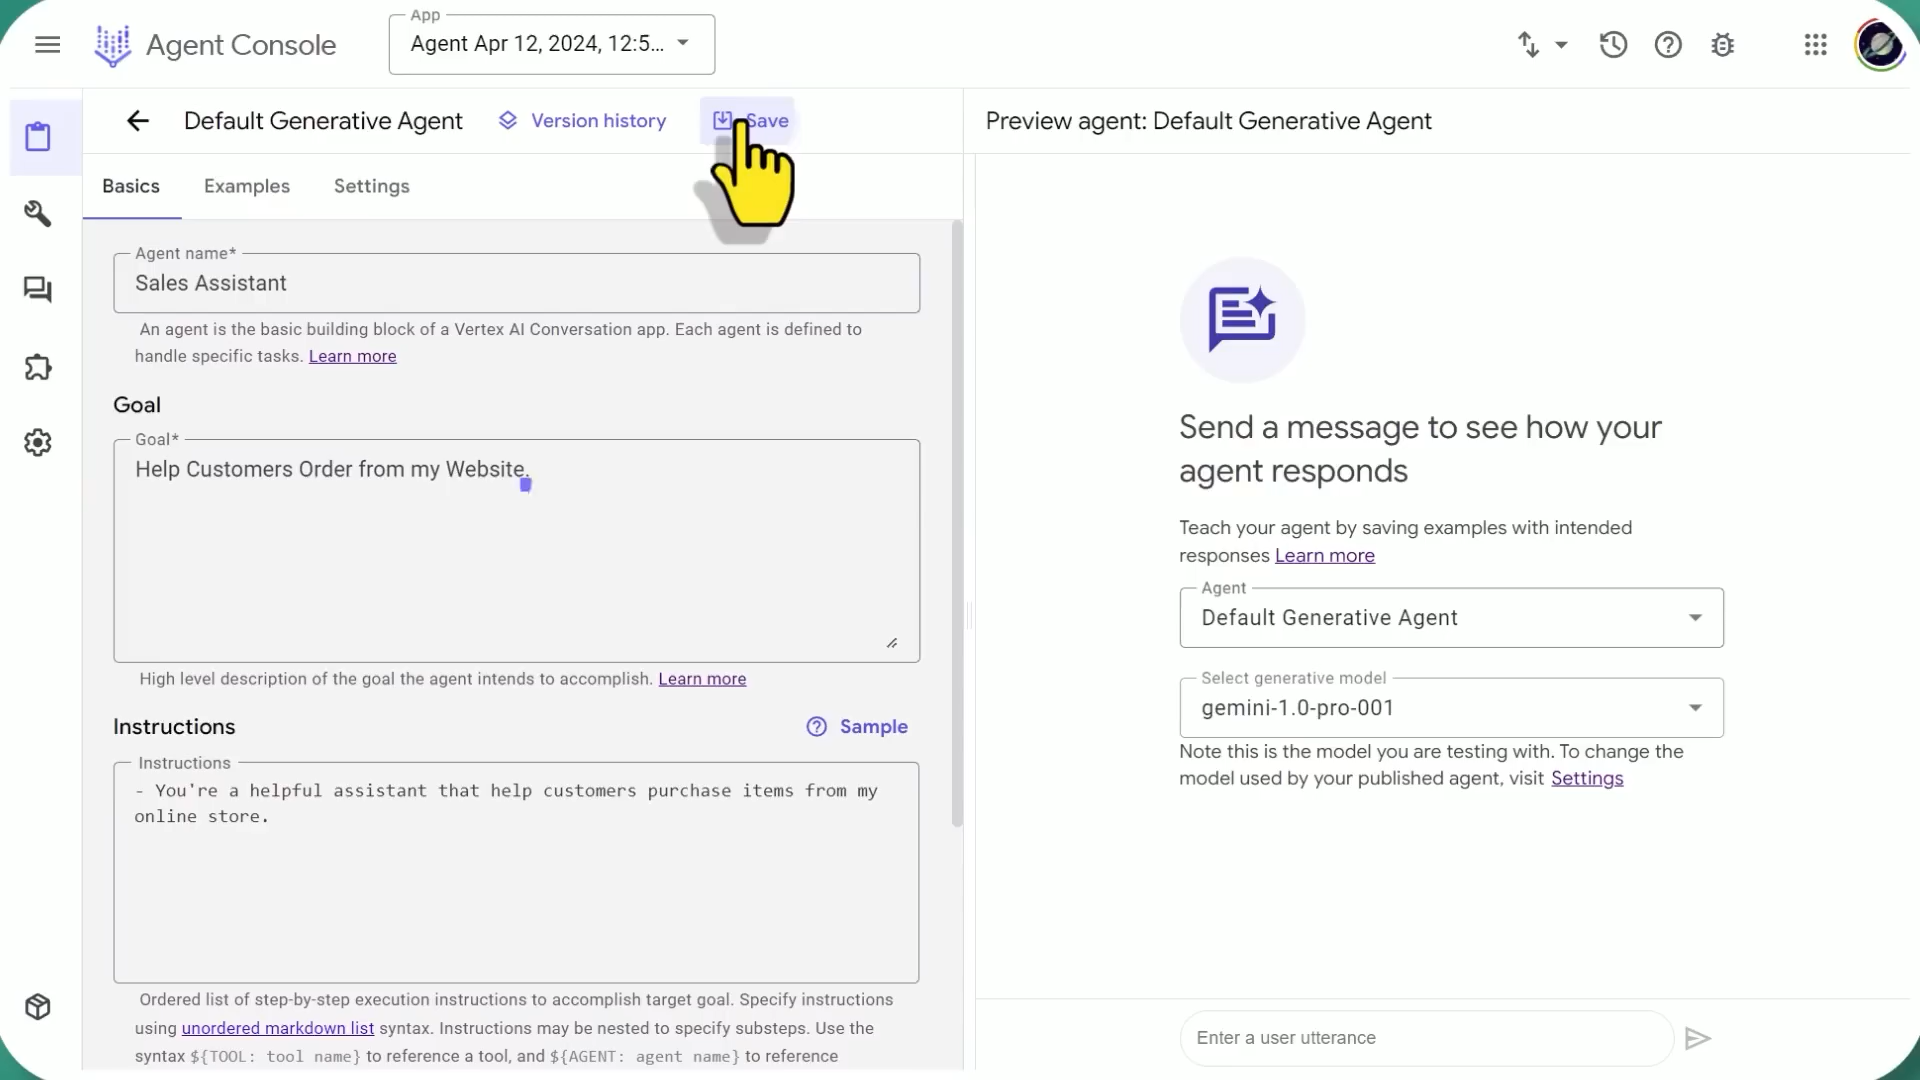 Agent Console
App
Agent Apr 12, 2024, 12:5...
Default Generative Agent
Version history
Save
Preview agent: Default Generative Agent
Basics
Examples
Settings
Agent name*
Sales Assistant
An agent is the basic building block of a Vertex AI Conversation app. Each agent is defined to
handle specific tasks. Learn more
Goal
Goal*
Help Customers Order from my Website.
High level description of the goal the agent intends to accomplish. Learn more
Instructions
Sample
Instructions
- You're a helpful assistant that help customers purchase items from my
online store.
Ordered list of step-by-step execution instructions to accomplish target goal. Specify instructions
using unordered markdown list syntax. Instructions may be nested to specify substeps. Use the
syntax ${TOOL: tool name} to reference a tool, and ${AGENT: agent name} to reference
Send a message to see how your
agent responds
Teach your agent by saving examples with intended
responses Learn more
Agent
Default Generative Agent
Select generative model
gemini-1.0-pro-001
Note this is the model you are testing with. To change the
model used by your published agent, visit Settings
Enter a user utterance